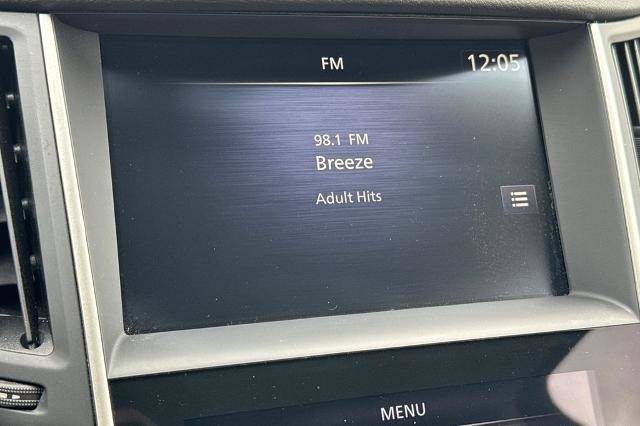 FM 12:05
98.1 FM
Breeze
Adult Hits
MENU